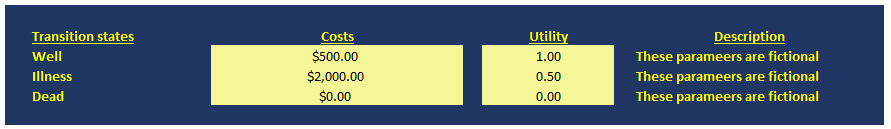 Transition states Costs Utility Description
Well $500.00 1.00 These parameers are fictional
Illness $2,000.00 0.50 These parameers are fictional
Dead $0.00 0.00 These parameers are fictional